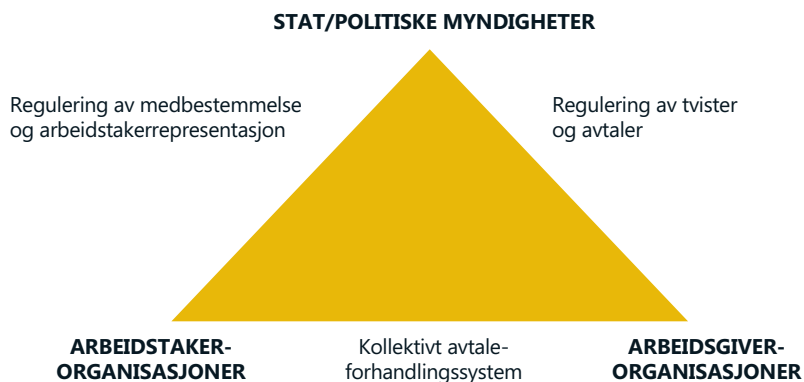 STAT/POLITISKE MYNDIGHETER
Regulering av medbestemmelse
og arbeidstakerrepresentasjon
Regulering av tvister
og avtaler
ARBEIDSTAKER-
ORGANISASJONER
Kollektivt avtale-
forhandlingssystem
ARBEIDSGIVER-
ORGANISASJONER